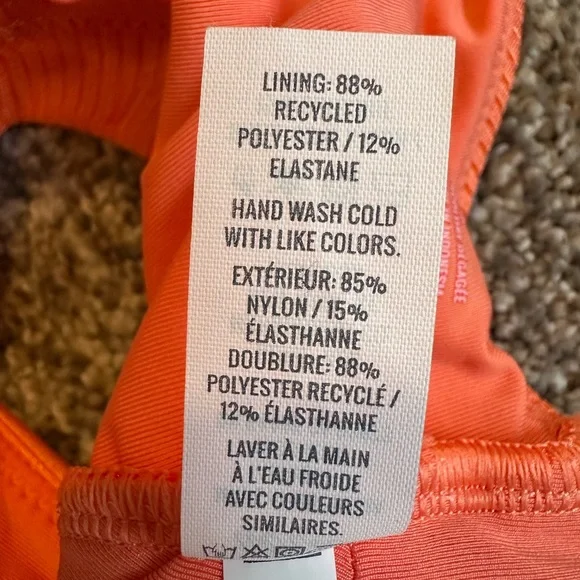 LINING: 88%
RECYCLED
POLYESTER / 12%
ELASTANE
HAND WASH COLD
WITH LIKE COLORS.
EXTÉRIEUR: 85%
NYLON / 15%
ÉLASTHANNE
DOUBLURE: 88%
POLYESTER RECYCLÉ /
12% ÉLASTHANNE
LAVER À LA MAIN
À L'EAU FROIDE
AVEC COULEURS
SIMILAIRES.